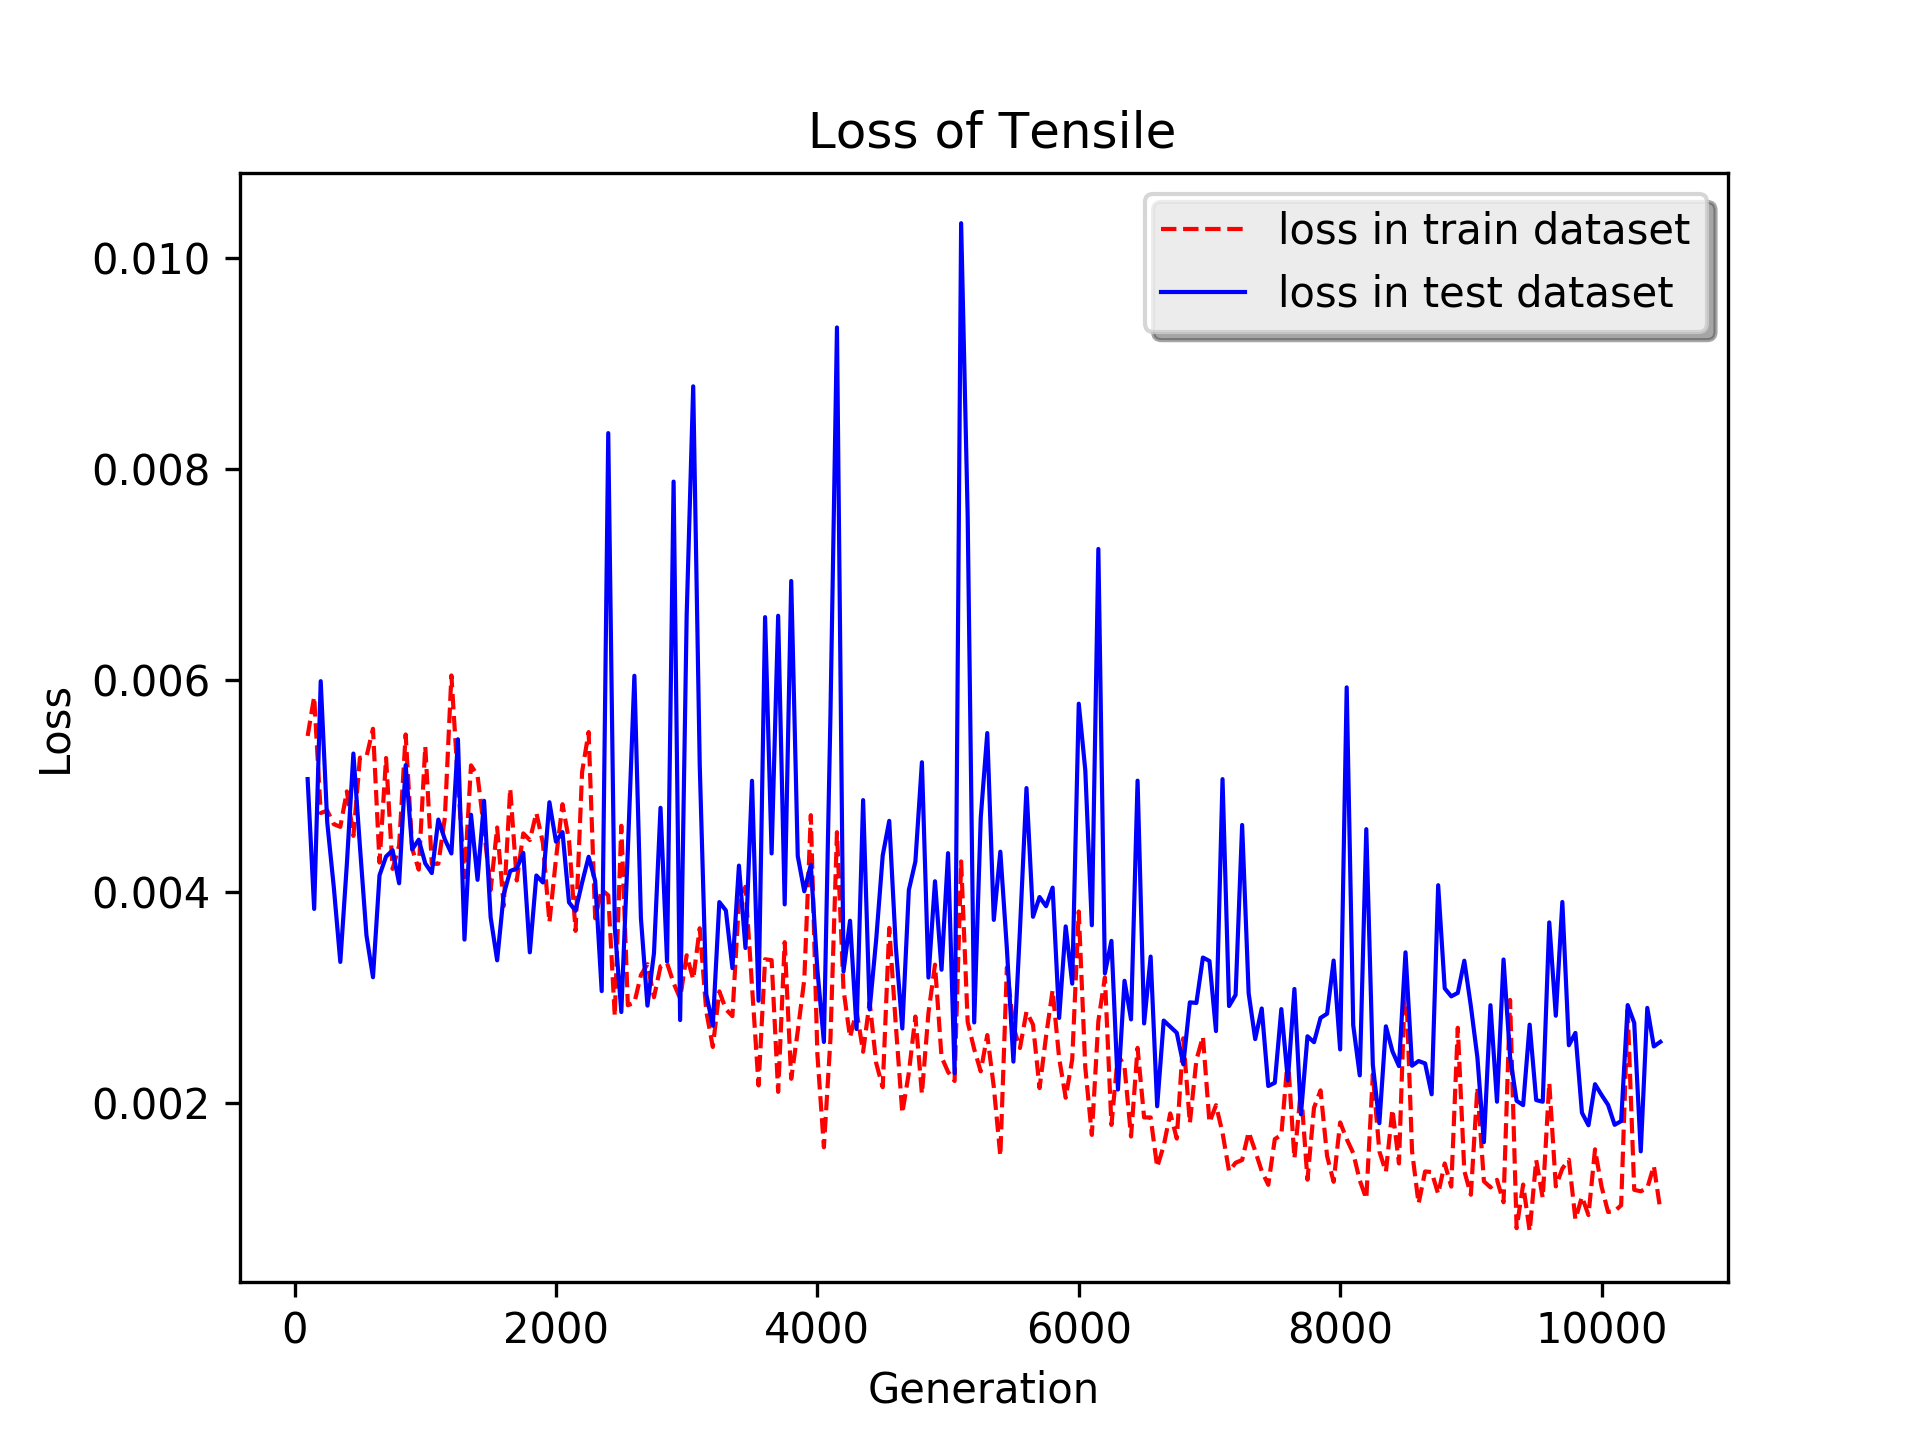 Loss of Tensile
loss in train dataset
loss in test dataset
0.010
0.008
0.006
0.004
0.002
Loss
0 2000 4000 6000 8000 10000
Generation